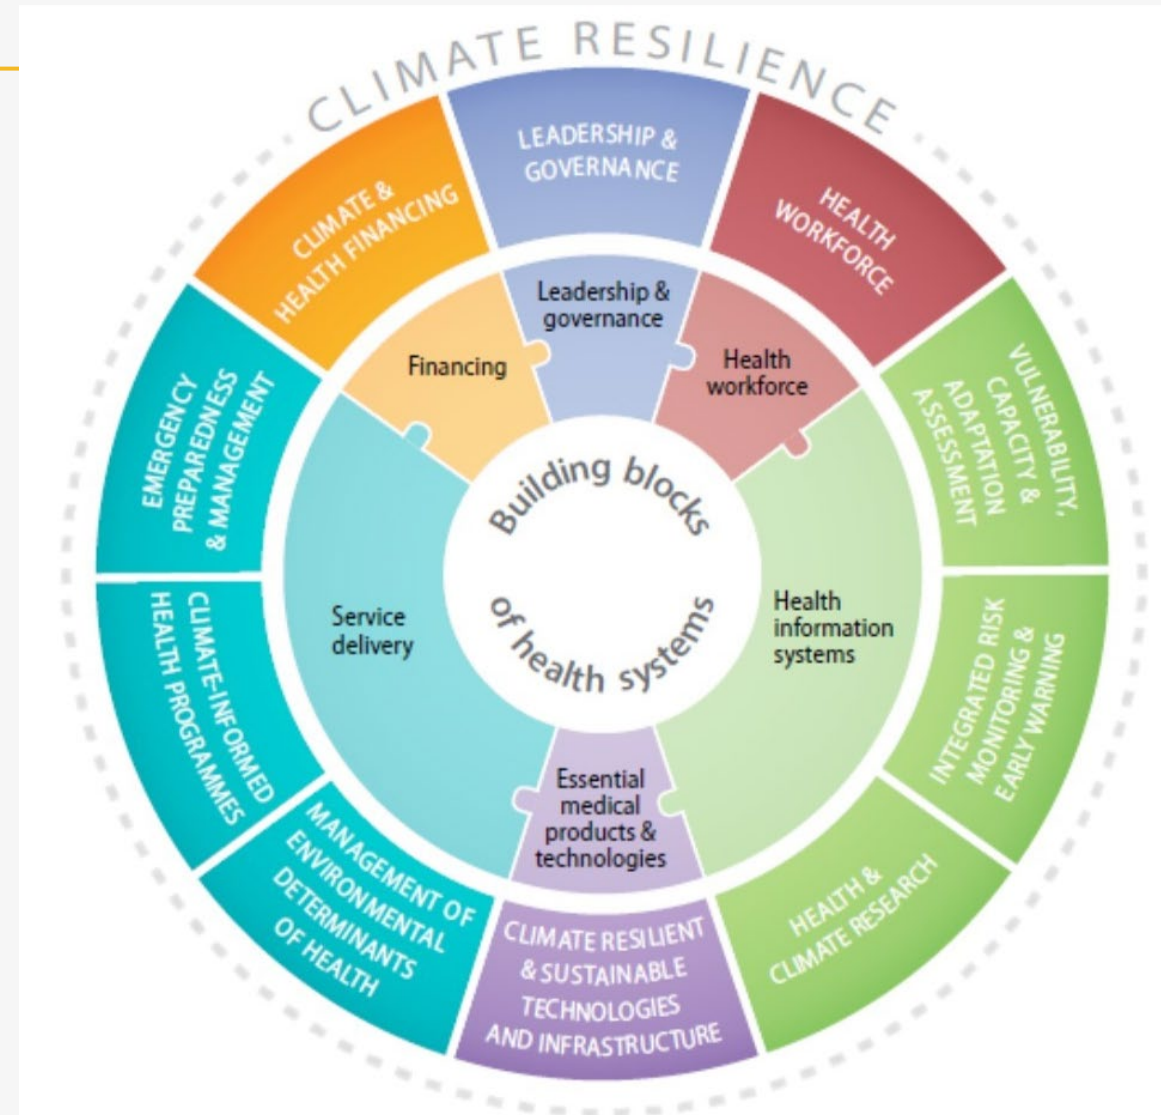 CLIMATE RESILIENCE
LEADERSHIP &
GOVERNANCE
HEALTH
WORKFORCE
VULNERABILITY,
CAPACITY &
ADAPTATION
ASSESSMENT
INTEGRATED RISK
MONITORING &
EARLY WARNING
HEALTH &
CLIMATE RESEARCH
CLIMATE RESILIENT
& SUSTAINABLE
TECHNOLOGIES
AND INFRASTRUCTURE
MANAGEMENT OF
ENVIRONMENTAL
DETERMINANTS
OF HEALTH
CLIMATE-INFORMED
HEALTH PROGRAMMES
EMERGENCY
PREPAREDNESS
& MANAGEMENT
CLIMATE &
HEALTH FINANCING
Leadership &
governance
Health
workforce
Health
information
systems
Essential
medical
products &
technologies
Service
delivery
Financing
Building blocks
of health systems